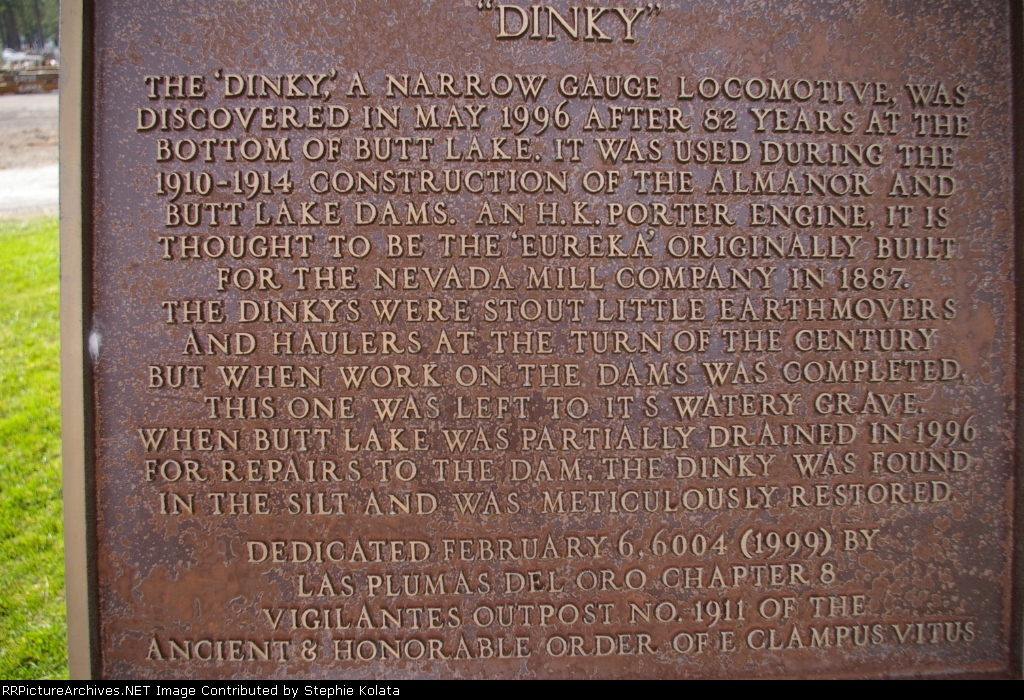 "DINKY"
THE 'DINKY,' A NARROW GAUGE LOCOMOTIVE, WAS
DISCOVERED IN MAY 1996 AFTER 82 YEARS AT THE
BOTTOM OF BUTT LAKE. IT WAS USED DURING THE
1910-1914 CONSTRUCTION OF THE ALMANOR AND
BUTT LAKE DAMS. AN H.K. PORTER ENGINE, IT IS
THOUGHT TO BE THE 'EUREKA' ORIGINALLY BUILT
FOR THE NEVADA MILL COMPANY IN 1887.
THE DINKYS WERE STOUT LITTLE EARTHMOVERS
AND HAULERS AT THE TURN OF THE CENTURY
BUT WHEN WORK ON THE DAMS WAS COMPLETED,
THIS ONE WAS LEFT TO IT'S WATERY GRAVE.
WHEN BUTT LAKE WAS PARTIALLY DRAINED IN 1996
FOR REPAIRS TO THE DAM, THE DINKY WAS FOUND
IN THE SILT AND WAS METICULOUSLY RESTORED.
DEDICATED FEBRUARY 6, 6004 (1999) BY
LAS PLUMAS DEL ORO CHAPTER 8
VIGILANTES OUTPOST NO. 1911 OF THE
ANCIENT & HONORABLE ORDER OF E CLAMPUS VITUS
RRPictureArchives.NET Image Contributed by Stephie Kolata